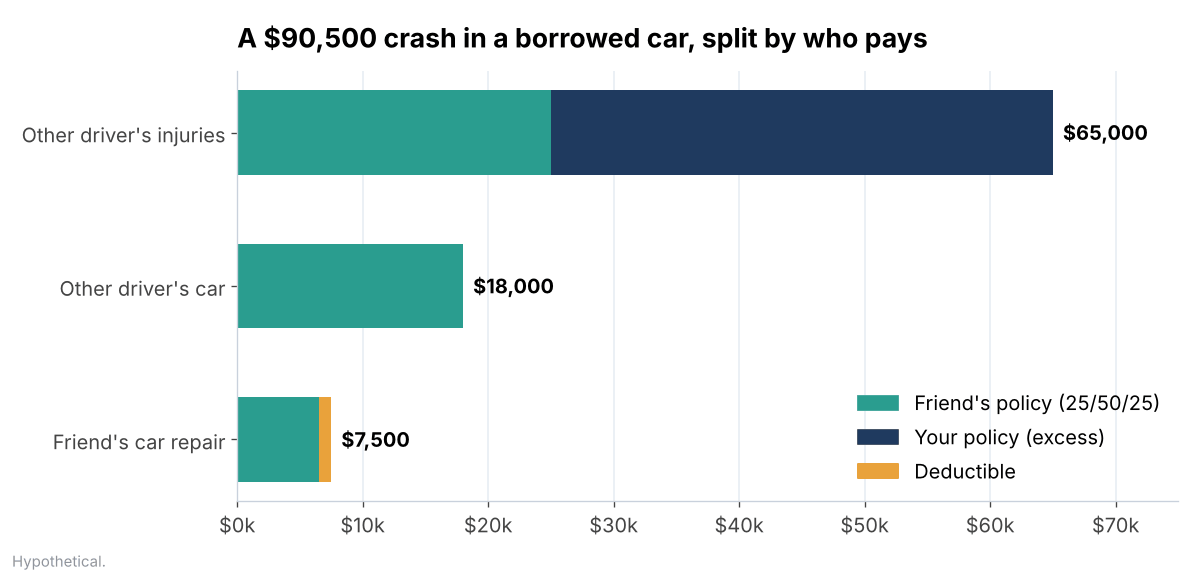 A $90,500 crash in a borrowed car, split by who pays
Other driver's injuries
$65,000
Other driver's car
$18,000
Friend's car repair
$7,500
Friend's policy (25/50/25)
Your policy (excess)
Deductible
$0k $10k $20k $30k $40k $50k $60k $70k
Hypothetical.